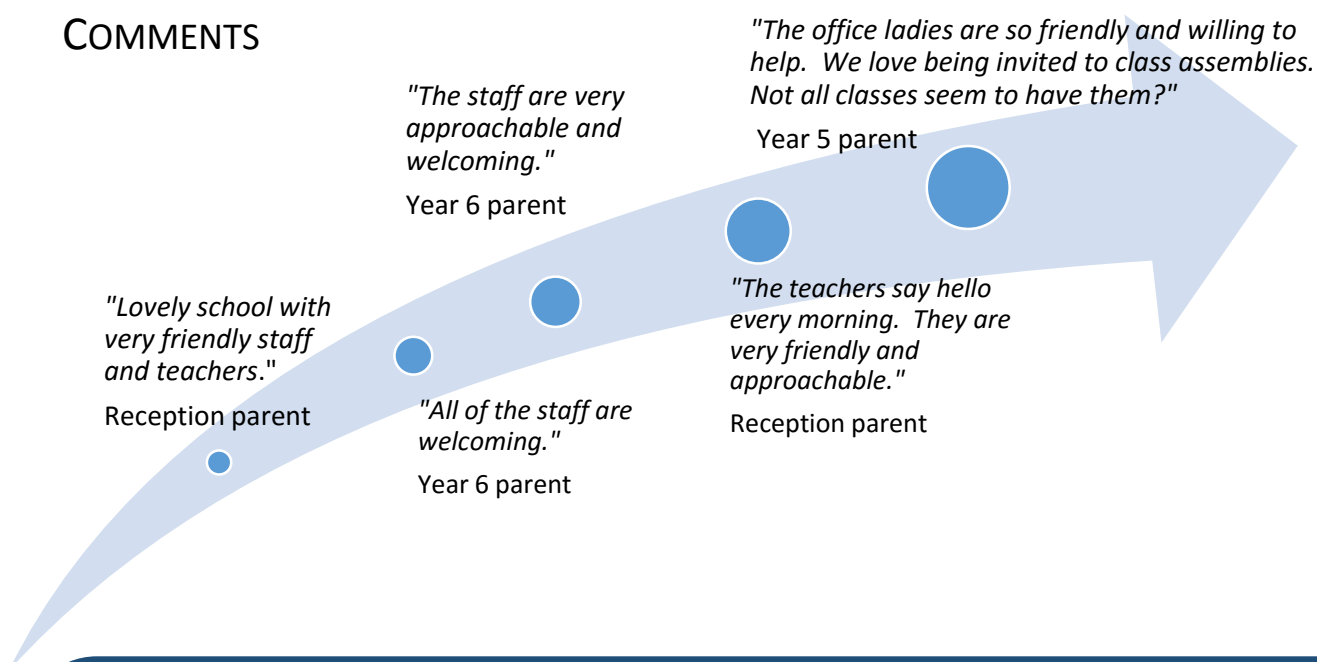 COMMENTS
"Lovely school with
very friendly staff
and teachers."
Reception parent
"The staff are very
approachable and
welcoming."
Year 6 parent
"All of the staff are
welcoming."
Year 6 parent
"The office ladies are so friendly and willing to
help.  We love being invited to class assemblies.
Not all classes seem to have them?"
Year 5 parent
"The teachers say hello
every morning.  They are
very friendly and
approachable."
Reception parent